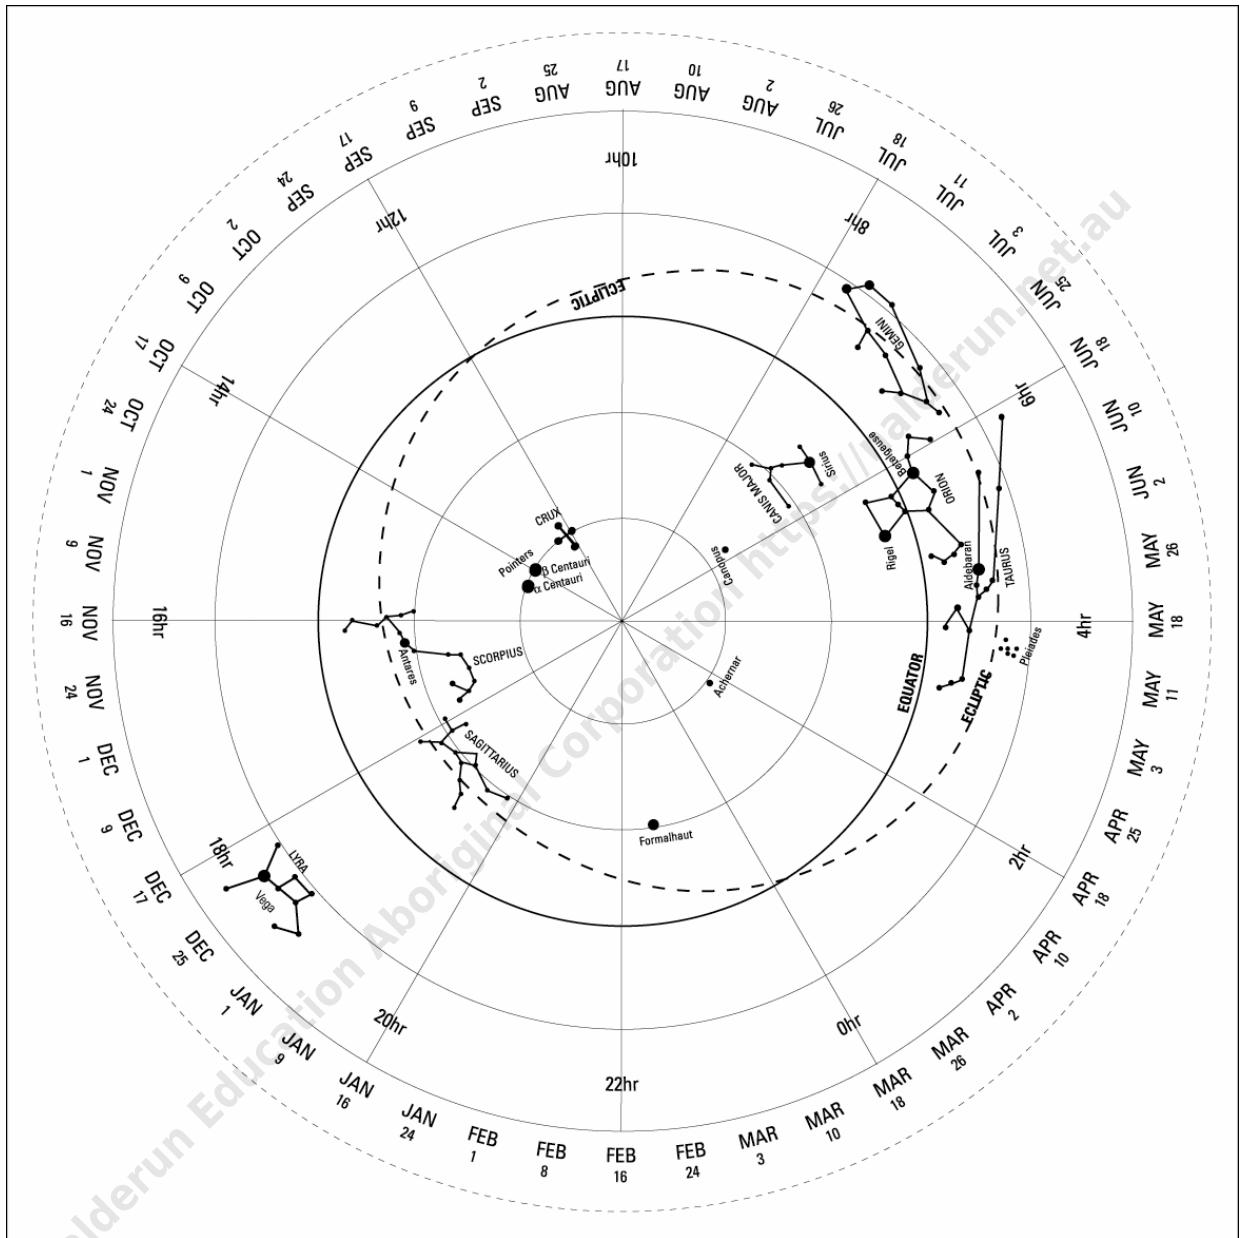 AUG
17
AUG
10
AUG
2
JUL
26
JUL
18
JUL
11
JUL
3
JUN
25
JUN
18
JUN
10
JUN
2
MAY
26
MAY
18
MAY
11
MAY
3
APR
25
APR
18
APR
10
APR
2
MAR
26
MAR
18
MAR
10
MAR
3
FEB
24
FEB
16
FEB
8
FEB
1
JAN
24
JAN
16
JAN
9
JAN
1
DEC
25
DEC
17
DEC
9
DEC
1
NOV
24
NOV
16
NOV
9
NOV
1
OCT
24
OCT
17
OCT
9
OCT
2
SEP
24
SEP
17
SEP
9
SEP
2
AUG
25
10hr
8hr
6hr
4hr
2hr
0hr
22hr
20hr
18hr
16hr
14hr
12hr
ECLIPTIC
GEMINI
Betelgeuse
ORION
Sirius
CANIS MAJOR
Rigel
Aldebaran
TAURUS
Pleiades
CRUX
Pointers
β Centauri
α Centauri
Canopus
Achernar
EQUATOR
ECLIPTIC
Antares
SCORPIUS
SAGITTARIUS
Formalhaut
LYRA
Vega
alderun Education Aboriginal Corporation https://nalderun.net.au